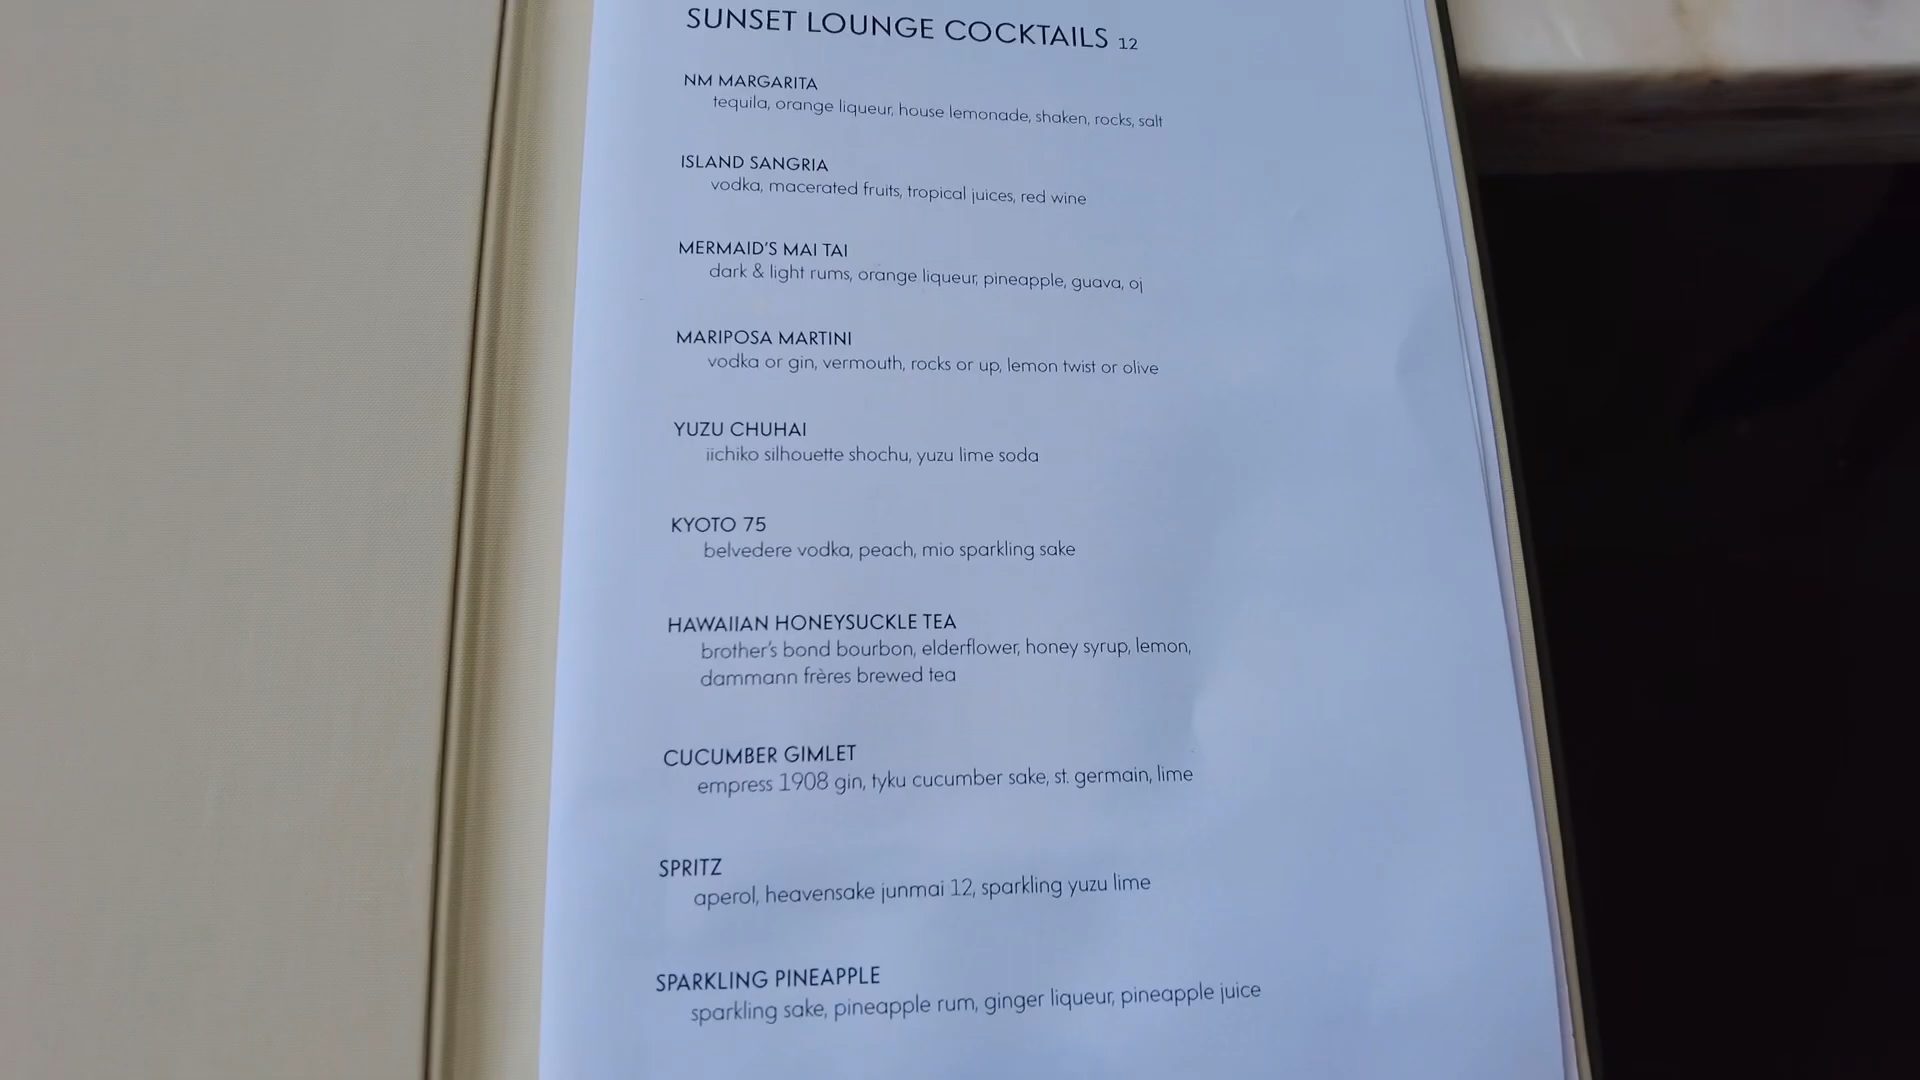 SUNSET LOUNGE COCKTAILS 12
NM MARGARITA
tequila, orange liqueur, house lemonade, shaken, rocks, salt
ISLAND SANGRIA
vodka, macerated fruits, tropical juices, red wine
MERMAID'S MAI TAI
dark & light rums, orange liqueur, pineapple, guava, oj
MARIPOSA MARTINI
vodka or gin, vermouth, rocks or up, lemon twist or olive
YUZU CHUHAI
iichiko silhouette shochu, yuzu lime soda
KYOTO 75
belvedere vodka, peach, mio sparkling sake
HAWAIIAN HONEYSUCKLE TEA
brother's bond bourbon, elderflower, honey syrup, lemon,
dammann frères brewed tea
CUCUMBER GIMLET
empress 1908 gin, tyku cucumber sake, st. germain, lime
SPRITZ
aperol, heavensake junmai 12, sparkling yuzu lime
SPARKLING PINEAPPLE
sparkling sake, pineapple rum, ginger liqueur, pineapple juice